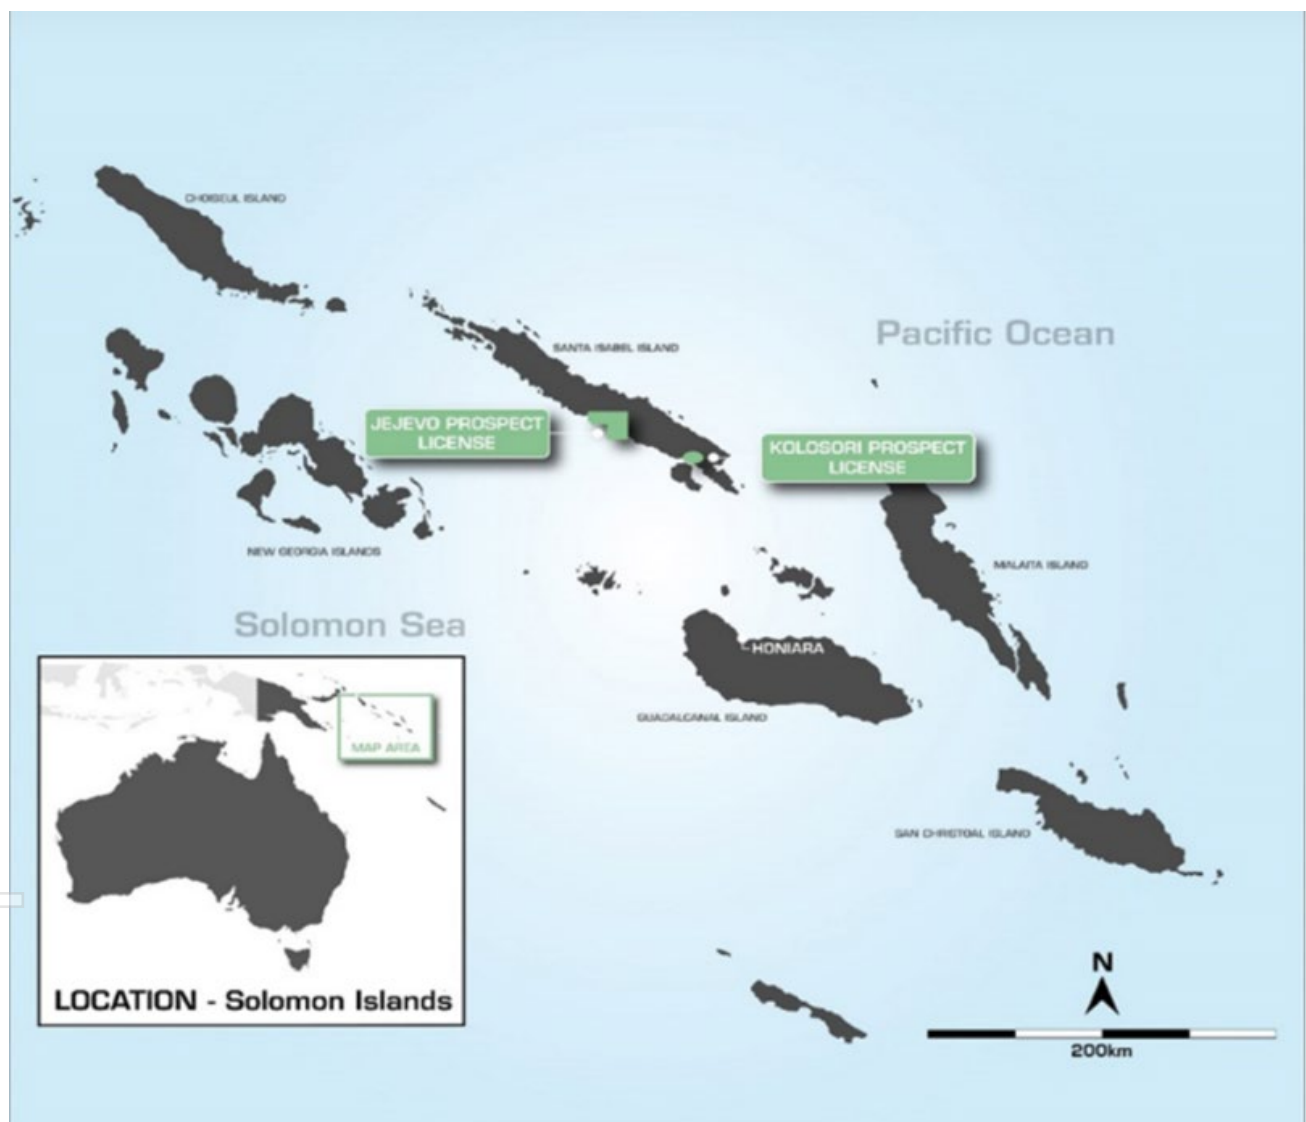 CHOISEUL ISLAND
Pacific Ocean
SANTA ISABEL ISLAND
JEJEVO PROSPECT
LICENSE
KOLOSORI PROSPECT
LICENSE
NEW GEORGIA ISLANDS
MALAITA ISLAND
Solomon Sea
HONIARA
GUADALCANAL ISLAND
MAP AREA
SAN CHRISTOAL ISLAND
LOCATION - Solomon Islands
N
200km